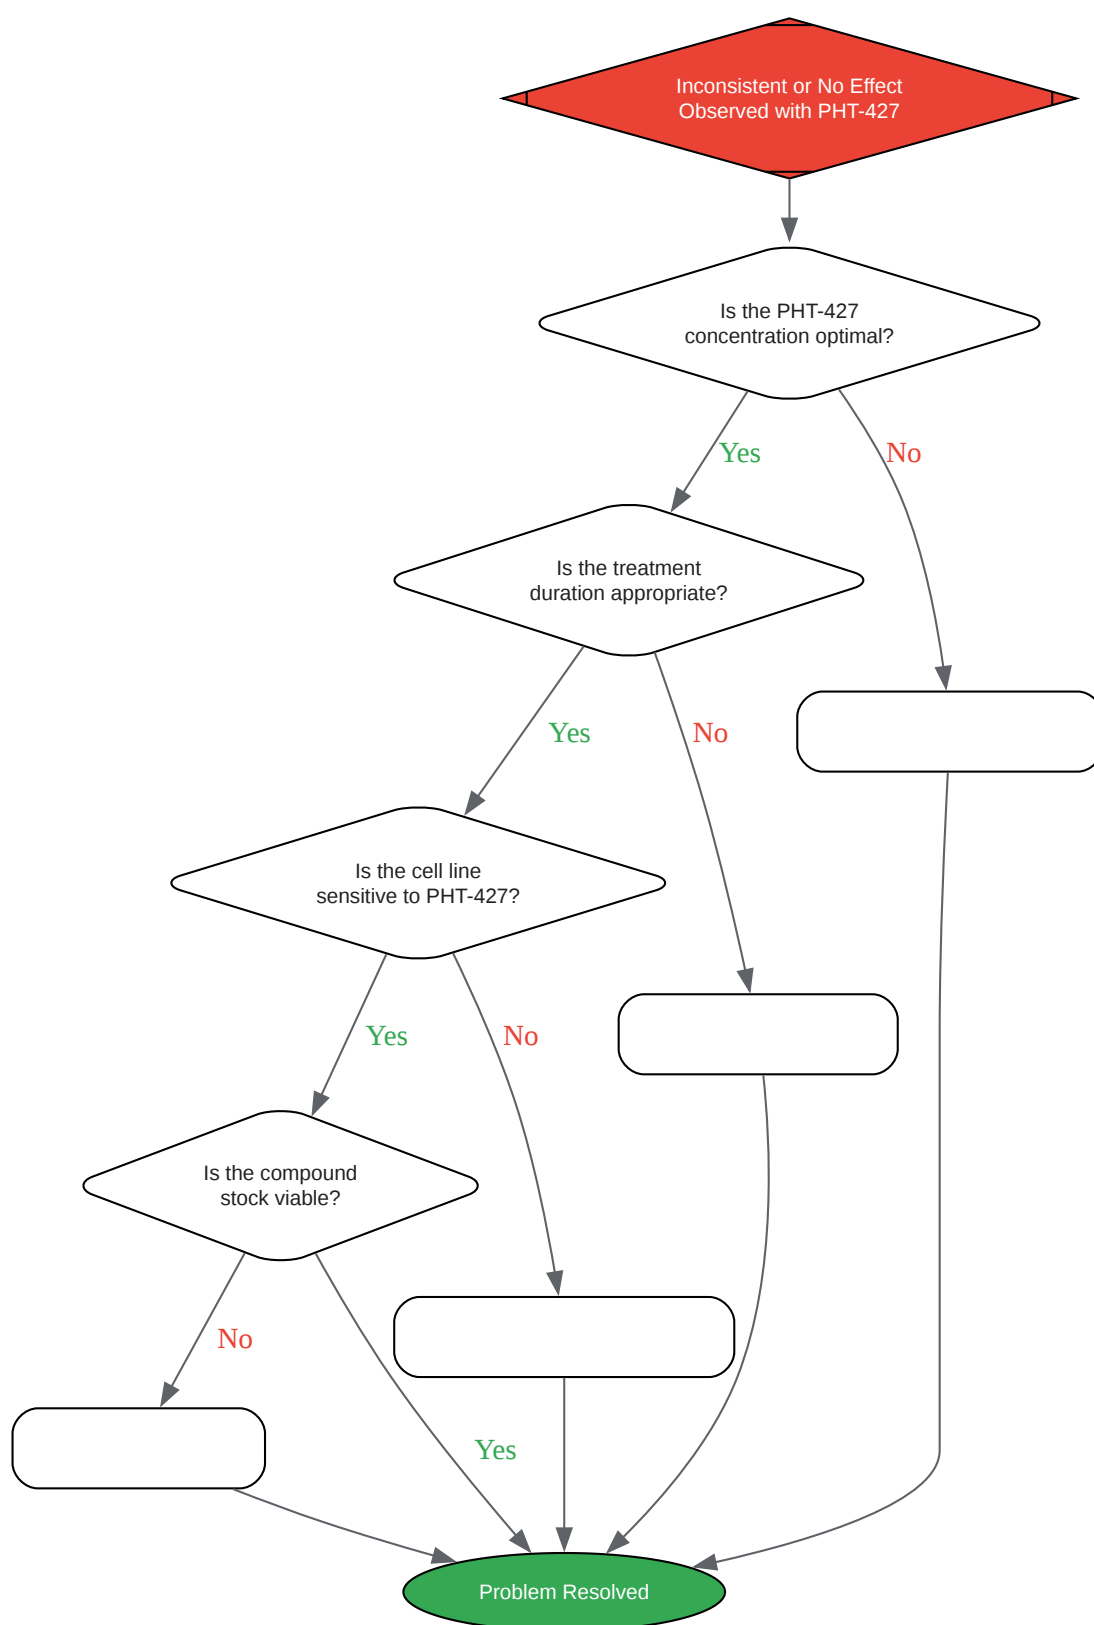 Inconsistent or No Effect
Observed with PHT-427
Is the PHT-427
concentration optimal?
Yes
No
Is the treatment
duration appropriate?
Yes
No
Is the cell line
sensitive to PHT-427?
Yes
No
Is the compound
stock viable?
No
Yes
Problem Resolved